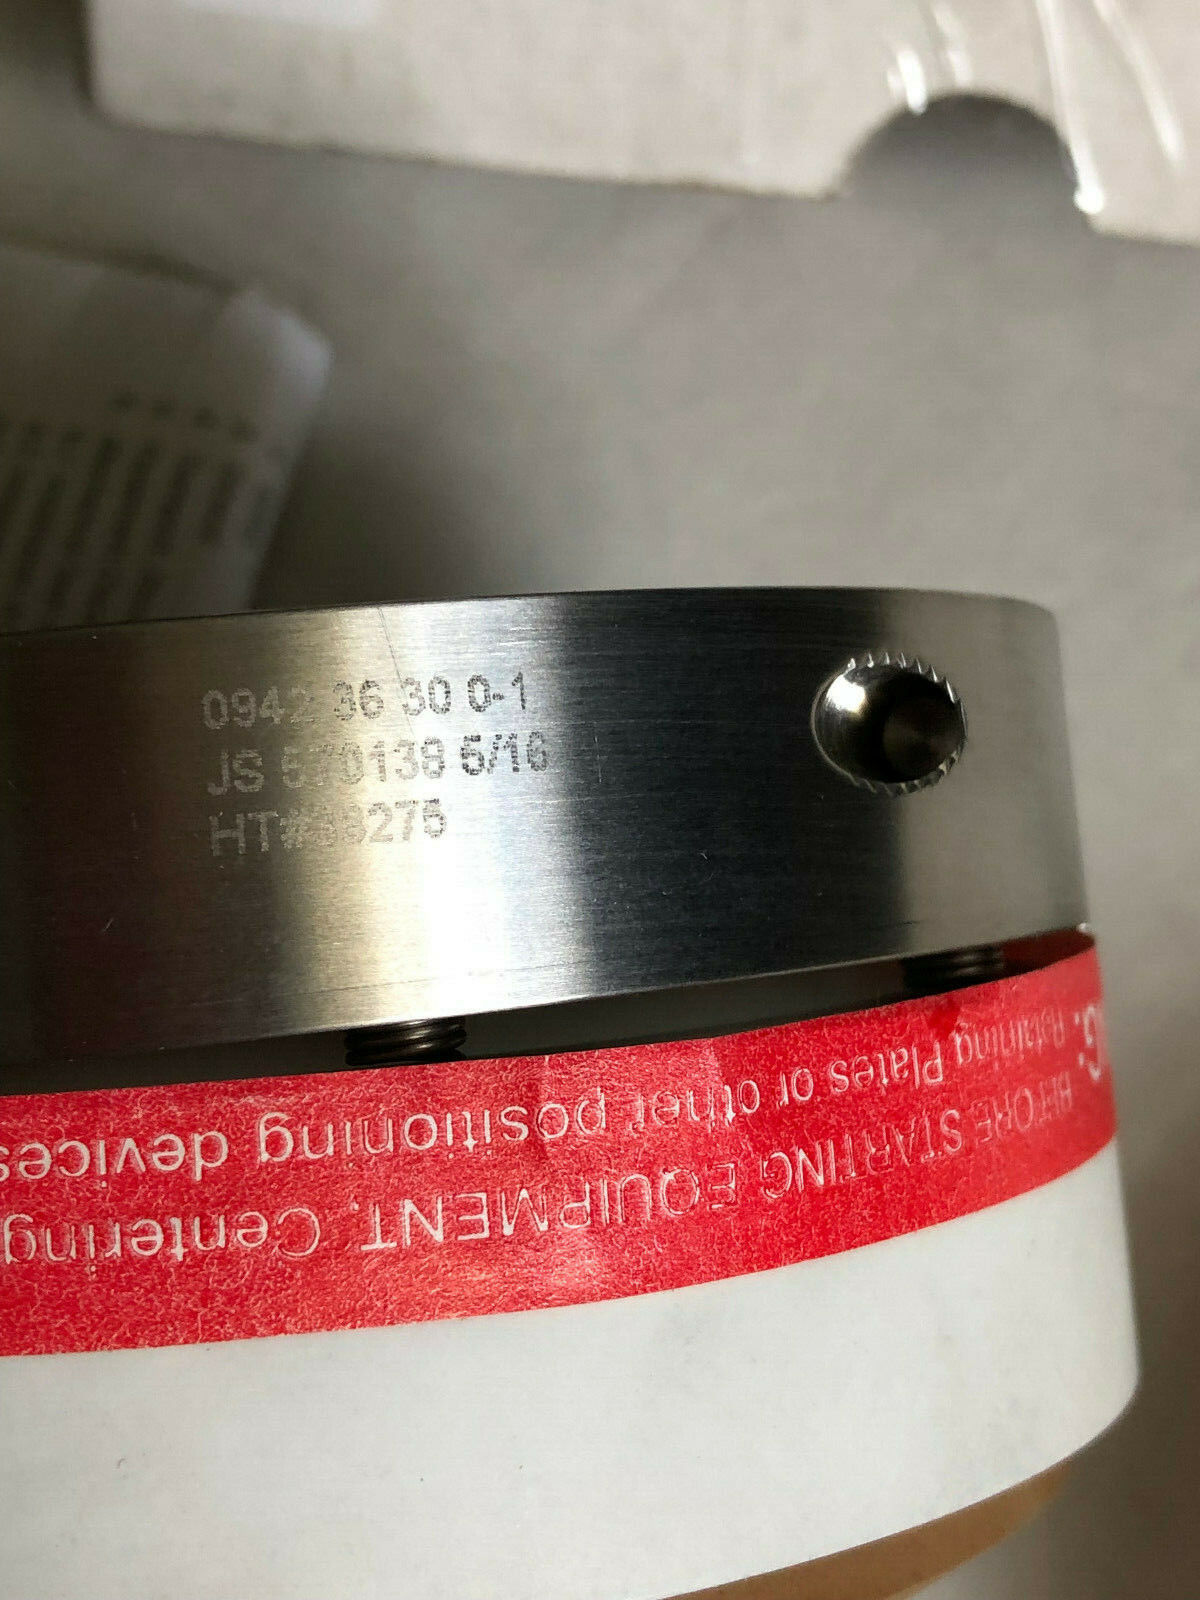 0942 36 30 0-1
JS 570138 5/16
HT#
G:
Retaining Plates or other positioning devices
BEFORE STARTING EQUIPMENT, Centering